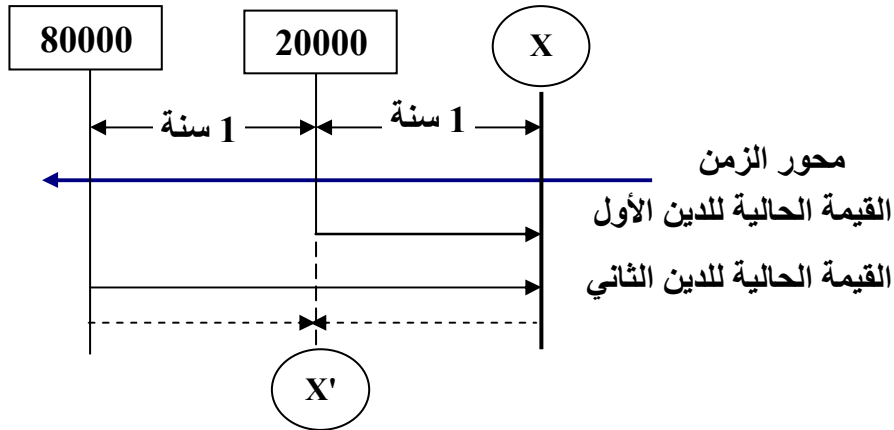 80000
20000
X
1 سنة
1 سنة
محور الزمن
القيمة الحالية للدين الأول
القيمة الحالية للدين الثاني
X'